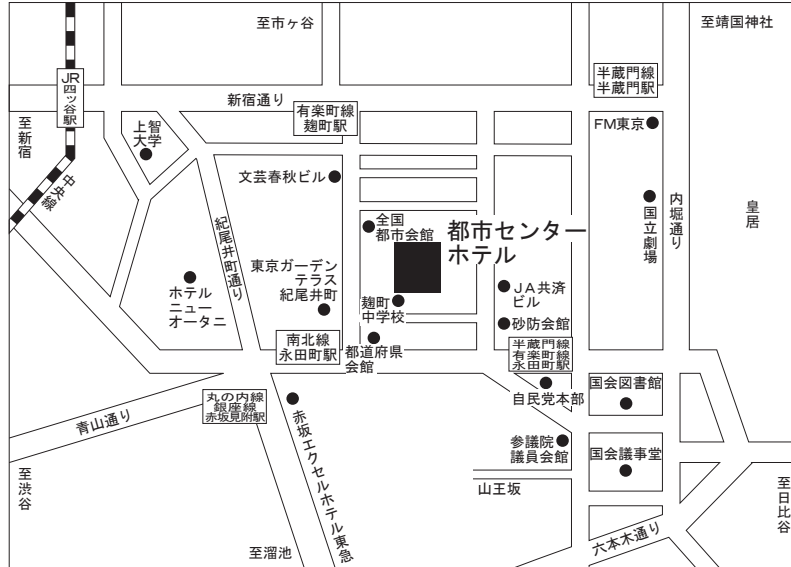 至市ヶ谷
至靖国神社
JR
四ツ谷駅
半蔵門線
半蔵門駅
新宿通り
有楽町線
麹町駅
至新宿
上智
大学
FM東京
中央線
文芸春秋ビル
紀尾井町通り
国立劇場
内堀通り
皇居
全国
都市会館
都市センター
ホテル
東京ガーデン
テラス
紀尾井町
ホテル
ニュー
オータニ
麹町
中学校
JA共済
ビル
砂防会館
南北線
永田町駅
都道府県
会館
半蔵門線
有楽町線
永田町駅
丸の内線
銀座線
赤坂見附駅
自民党本部
国会図書館
青山通り
赤坂エクセルホテル東急
参議院
議員会館
国会議事堂
至渋谷
山王坂
至日比谷
六本木通り
至溜池